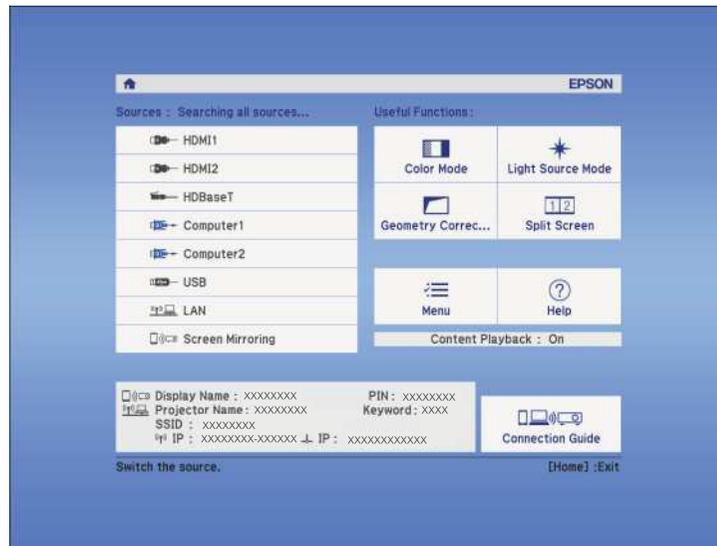 EPSON
Sources : Searching all sources...
HDMI1
HDMI2
HDBaseT
Computer1
Computer2
USB
LAN
Screen Mirroring
Useful Functions :
Color Mode
Light Source Mode
Geometry Correc...
1 2
Split Screen
Menu
? Help
Content Playback : On
Display Name : XXXXXXXX PIN : XXXXXXXX
Projector Name : XXXXXXXX Keyword : XXXX
SSID : XXXXXXXX
IP : XXXXXXXX-XXXXXX IP : XXXXXXXXXXXX
Connection Guide
Switch the source.
[Home] :Exit